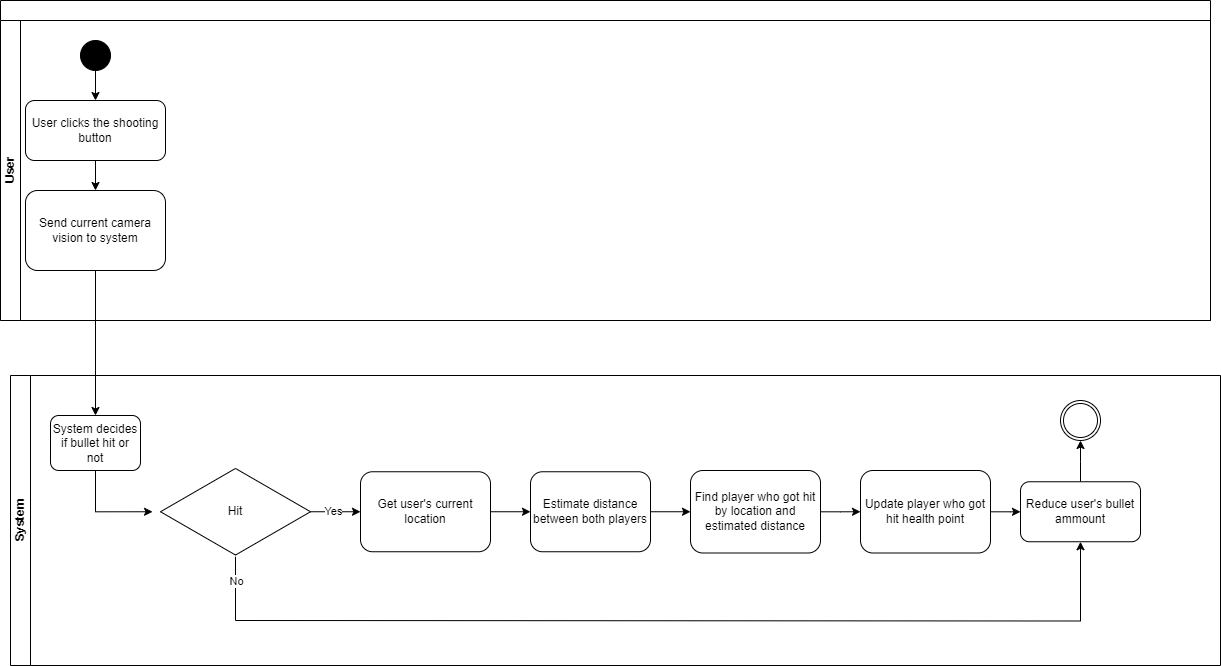 User
User clicks the shooting
button
Send current camera
vision to system
System
System decides
if bullet hit or
not
Hit
Yes
No
Get user's current
location
Estimate distance
between both players
Find player who got hit
by location and
estimated distance
Update player who got
hit health point
Reduce user's bullet
ammount